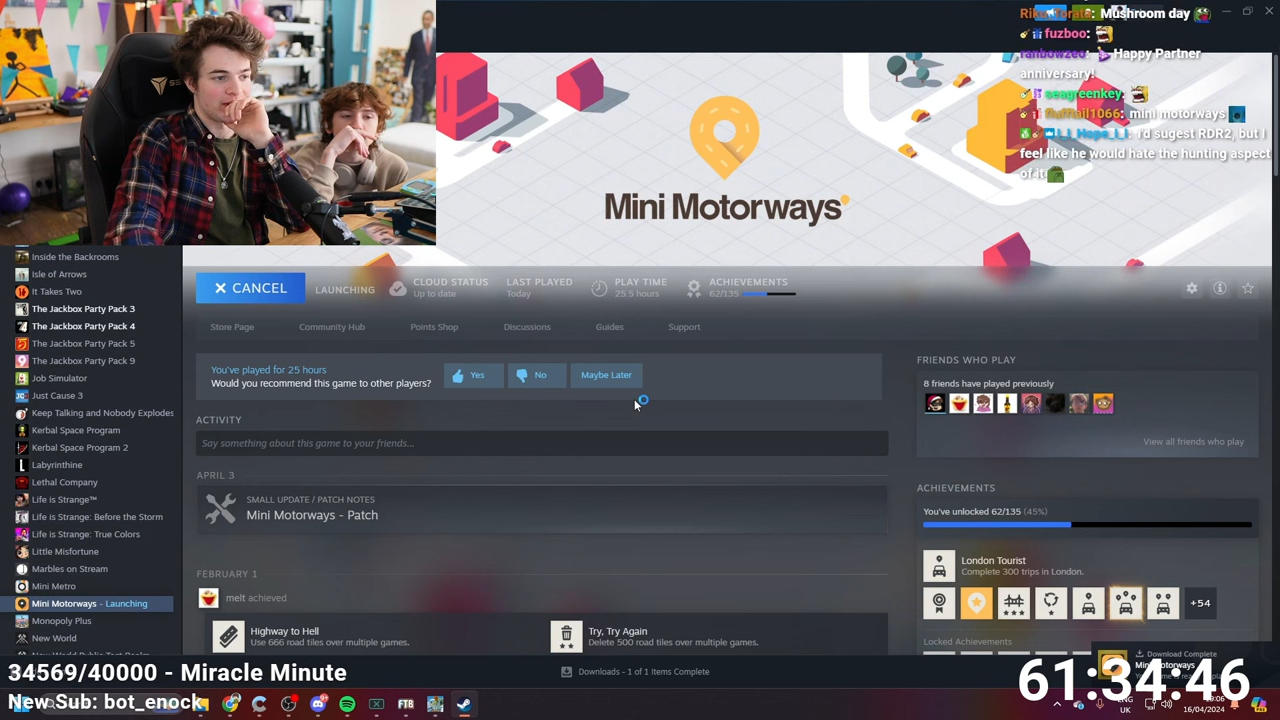 Riku_Torata: Mushroom day
fuzboo:
ranbowzeo: Happy Partner
anniversary!
seagreenkey:
flufftail1066: mini motorways
I_I_Hope_I_I: I'd sugest RDR2, but I
feel like he would hate the hunting aspect
of it
Mini Motorways
Inside the Backrooms
Isle of Arrows
It Takes Two
The Jackbox Party Pack 3
The Jackbox Party Pack 4
The Jackbox Party Pack 5
The Jackbox Party Pack 9
Job Simulator
Just Cause 3
Keep Talking and Nobody Explodes
Kerbal Space Program
Kerbal Space Program 2
Labyrinthine
Lethal Company
Life is Strange™
Life is Strange: Before the Storm
Life is Strange: True Colors
Little Misfortune
Marbles on Stream
Mini Metro
Mini Motorways - Launching
Monopoly Plus
New World
CANCEL
LAUNCHING
CLOUD STATUS
Up to date
LAST PLAYED
Today
PLAY TIME
25.5 hours
ACHIEVEMENTS
62/135
Store Page
Community Hub
Points Shop
Discussions
Guides
Support
You've played for 25 hours
Would you recommend this game to other players?
Yes
No
Maybe Later
ACTIVITY
Say something about this game to your friends...
APRIL 3
SMALL UPDATE / PATCH NOTES
Mini Motorways - Patch
FEBRUARY 1
melt achieved
Highway to Hell
Use 666 road tiles over multiple games.
Try, Try Again
Delete 500 road tiles over multiple games.
FRIENDS WHO PLAY
8 friends have played previously
View all friends who play
ACHIEVEMENTS
You've unlocked 62/135 (45%)
London Tourist
Complete 300 trips in London.
+54
Locked Achievements
Download Complete
Mini Motorways
Downloads - 1 of 1 Items Complete
34569/40000 - Miracle Minute
New Sub: bot_enock
61:34:46
FTB
ENG
UK
16/04/2024